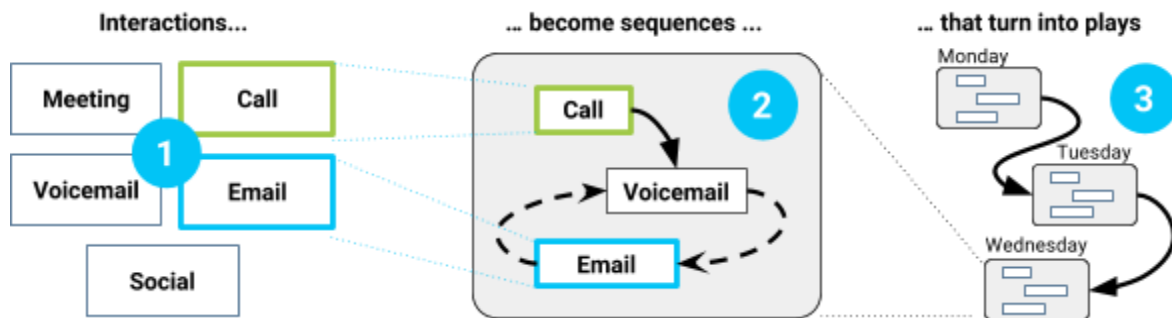 Interactions...
... become sequences ...
... that turn into plays
Meeting
Call
1
Voicemail
Email
Social
Call
2
Voicemail
Email
Monday
3
Tuesday
Wednesday